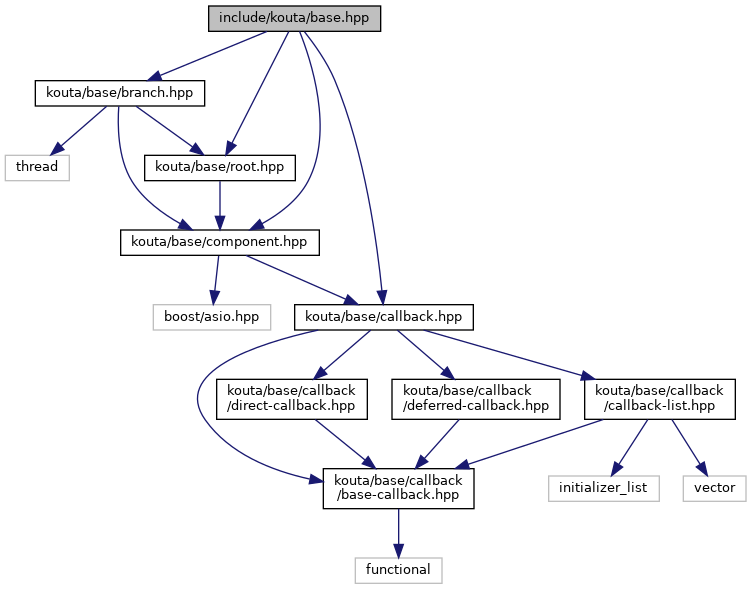 include/kouta/base.hpp
kouta/base/branch.hpp
thread
kouta/base/root.hpp
kouta/base/component.hpp
boost/asio.hpp
kouta/base/callback.hpp
kouta/base/callback
/direct-callback.hpp
kouta/base/callback
/deferred-callback.hpp
kouta/base/callback
/callback-list.hpp
kouta/base/callback
/base-callback.hpp
initializer_list
vector
functional